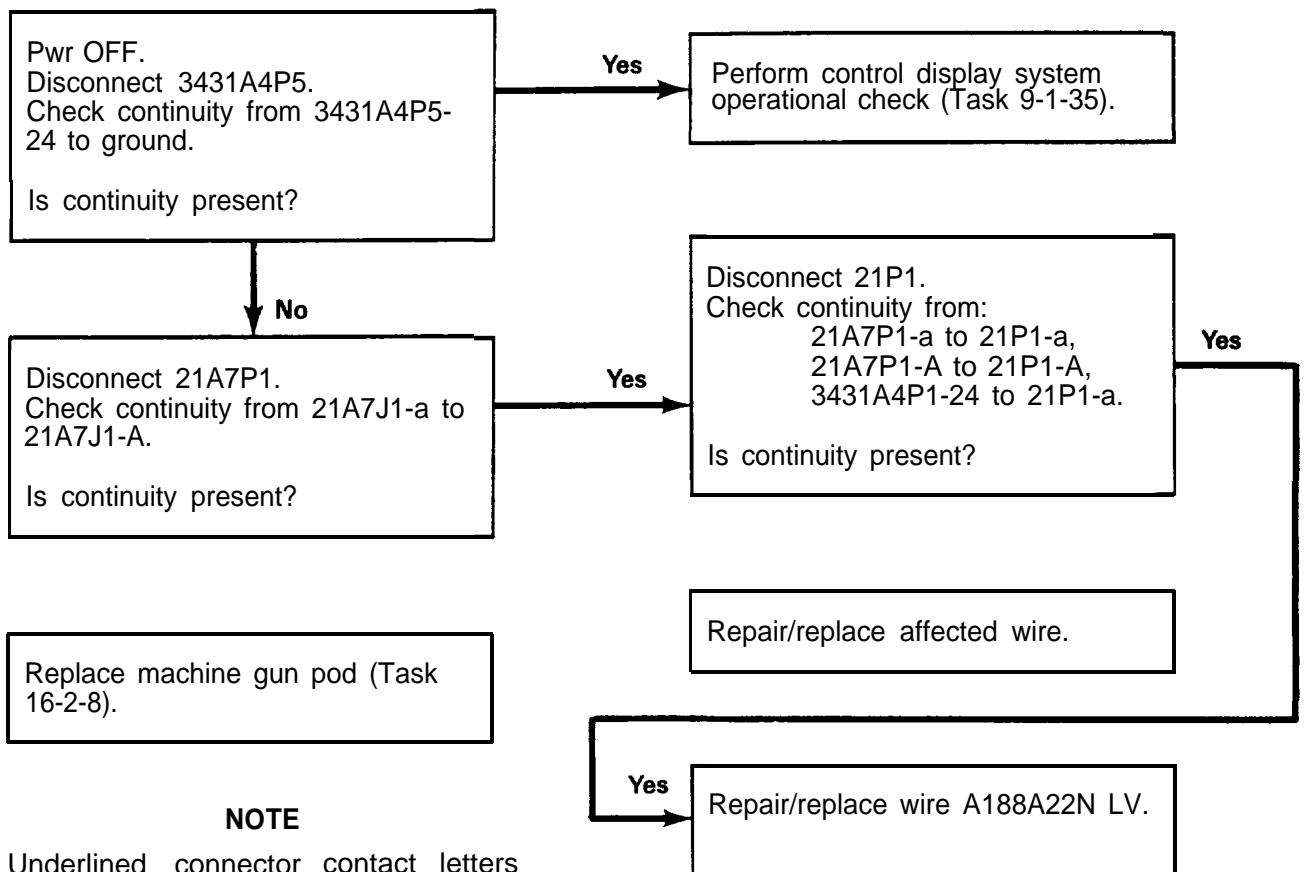 Pwr OFF.
Disconnect 3431A4P5.
Check continuity from 3431A4P5-
24 to ground.
Is continuity present?
Yes
Perform control display system
operational check (Task 9-1-35).
No
Disconnect 21A7P1.
Check continuity from 21A7J1-a to
21A7J1-A.
Is continuity present?
Yes
Disconnect 21P1.
Check continuity from:
21A7P1-a to 21P1-a,
21A7P1-A to 21P1-A,
3431A4P1-24 to 21P1-a.
Is continuity present?
Yes
Repair/replace affected wire.
Replace machine gun pod (Task
16-2-8).
Yes
Repair/replace wire A188A22N LV.
NOTE
Underlined connector contact letters